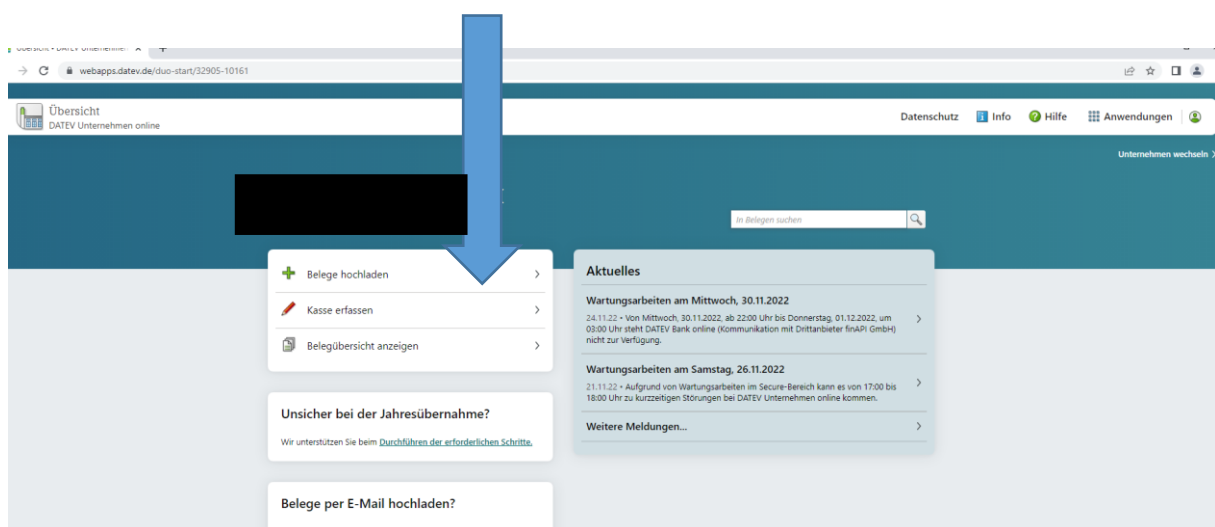 Übersicht • DATEV Unternehmen
webapps.datev.de/duo-start/32905-10161
Übersicht
DATEV Unternehmen online
Datenschutz
Info
Hilfe
Anwendungen
Unternehmen wechseln
In Belegen suchen
Belege hochladen
Kasse erfassen
Belegübersicht anzeigen
Unsicher bei der Jahresübernahme?
Wir unterstützen Sie beim Durchführen der erforderlichen Schritte.
Belege per E-Mail hochladen?
Aktuelles
Wartungsarbeiten am Mittwoch, 30.11.2022
24.11.22 • Von Mittwoch, 30.11.2022, ab 22:00 Uhr bis Donnerstag, 01.12.2022, um
03:00 Uhr steht DATEV Bank online (Kommunikation mit Drittanbieter finAPI GmbH)
nicht zur Verfügung.
Wartungsarbeiten am Samstag, 26.11.2022
21.11.22 • Aufgrund von Wartungsarbeiten im Secure-Bereich kann es von 17:00 bis
18:00 Uhr zu kurzzeitigen Störungen bei DATEV Unternehmen online kommen.
Weitere Meldungen...